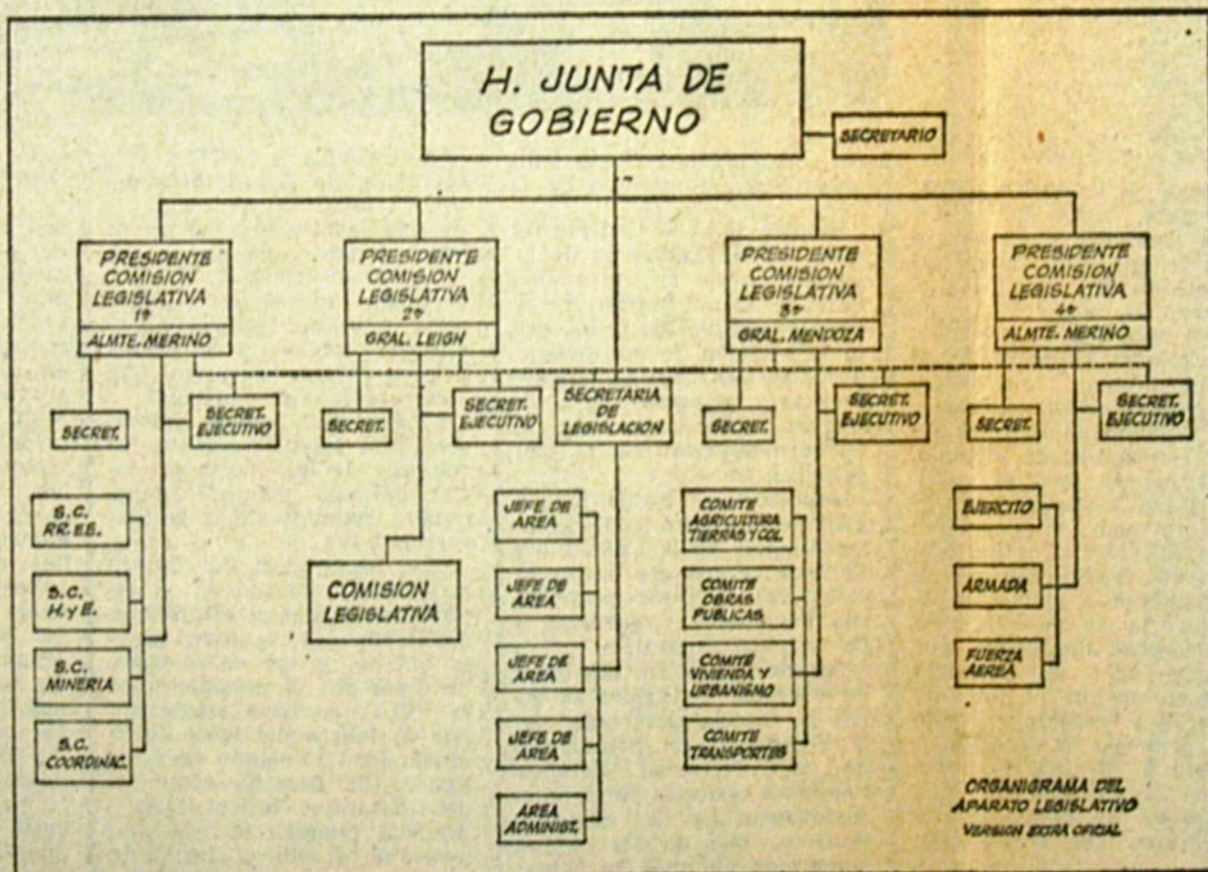 H. JUNTA DE
GOBIERNO
SECRETARIO
PRESIDENTE
COMISION
LEGISLATIVA
1ª
ALMTE. MERINO
PRESIDENTE
COMISION
LEGISLATIVA
2ª
GRAL. LEIGH
PRESIDENTE
COMISION
LEGISLATIVA
3ª
GRAL. MENDOZA
PRESIDENTE
COMISION
LEGISLATIVA
4ª
ALMTE. MERINO
SECRET.
SECRET.
EJECUTIVO
SECRET.
SECRET.
EJECUTIVO
SECRETARIA
DE
LEGISLACION
SECRET.
SECRET.
EJECUTIVO
SECRET.
SECRET.
EJECUTIVO
S.C.
RR.EE.
S.C.
H. y E.
S.C.
MINERIA
S.C.
COORDINAC.
COMISION
LEGISLATIVA
JEFE DE
AREA
JEFE DE
AREA
JEFE DE
AREA
JEFE DE
AREA
AREA
ADMINIST.
COMITE
AGRICULTURA
TIERRAS Y COL.
COMITE
OBRAS
PUBLICAS
COMITE
VIVIENDA Y
URBANISMO
COMITE
TRANSPORTES
EJERCITO
ARMADA
FUERZA
AEREA
ORGANIGRAMA DEL
APARATO LEGISLATIVO
VERSION EXTRA OFICIAL